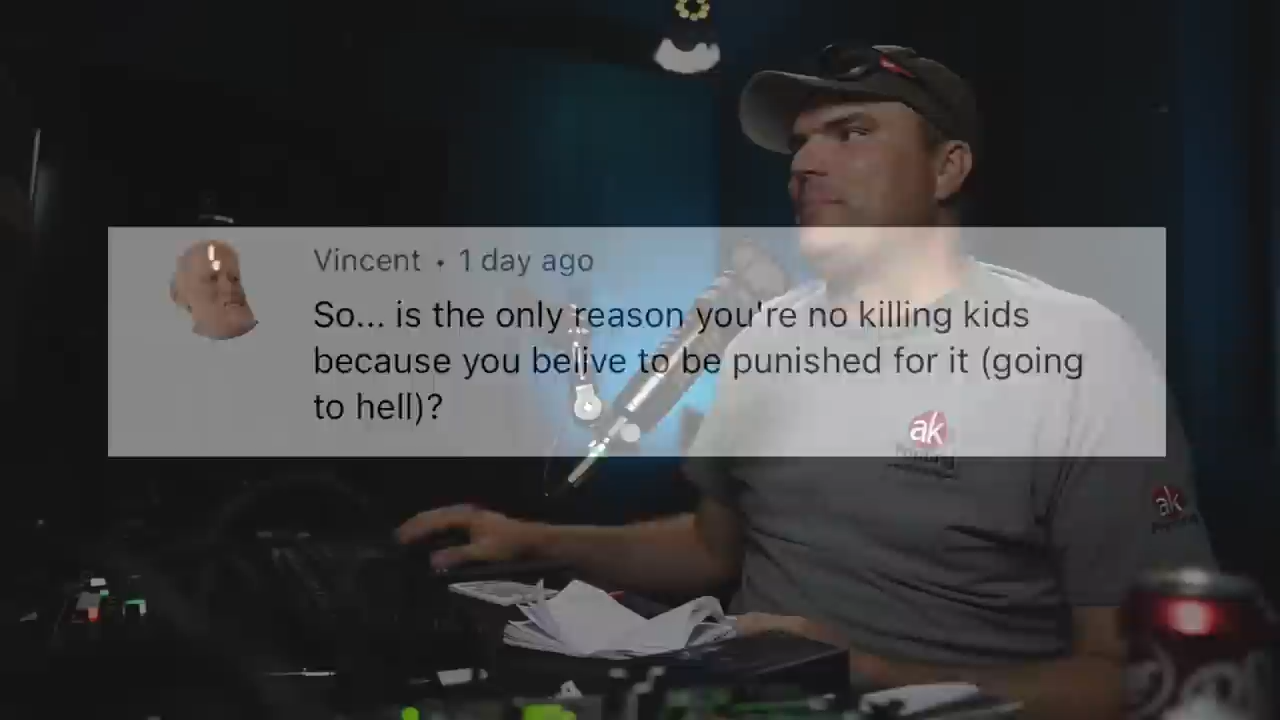 Vincent • 1 day ago
So... is the only reason you're no killing kids
because you belive to be punished for it (going
to hell)?
ak
ak